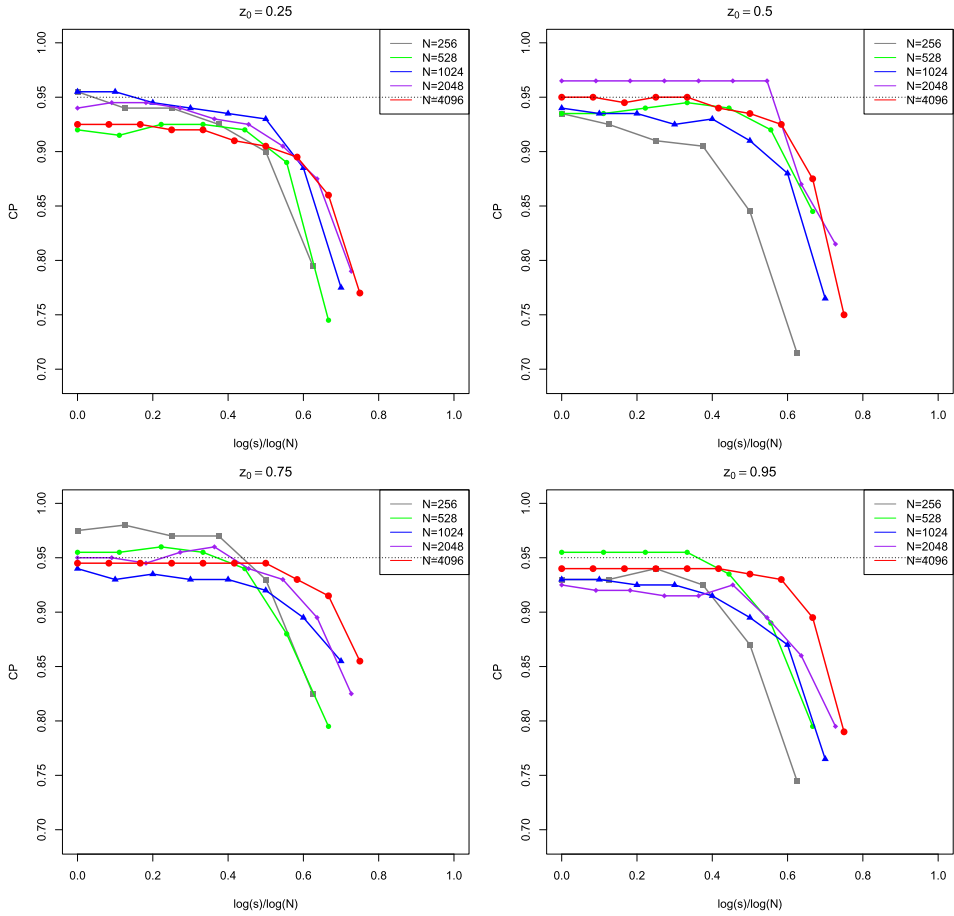 z0 = 0.25
N=256
N=528
N=1024
N=2048
N=4096
1.00
0.95
0.90
0.85
0.80
0.75
0.70
CP
0.0 0.2 0.4 0.6 0.8 1.0
log(s)/log(N)
z0 = 0.5
N=256
N=528
N=1024
N=2048
N=4096
1.00
0.95
0.90
0.85
0.80
0.75
0.70
CP
0.0 0.2 0.4 0.6 0.8 1.0
log(s)/log(N)
z0 = 0.75
N=256
N=528
N=1024
N=2048
N=4096
1.00
0.95
0.90
0.85
0.80
0.75
0.70
CP
0.0 0.2 0.4 0.6 0.8 1.0
log(s)/log(N)
z0 = 0.95
N=256
N=528
N=1024
N=2048
N=4096
1.00
0.95
0.90
0.85
0.80
0.75
0.70
CP
0.0 0.2 0.4 0.6 0.8 1.0
log(s)/log(N)